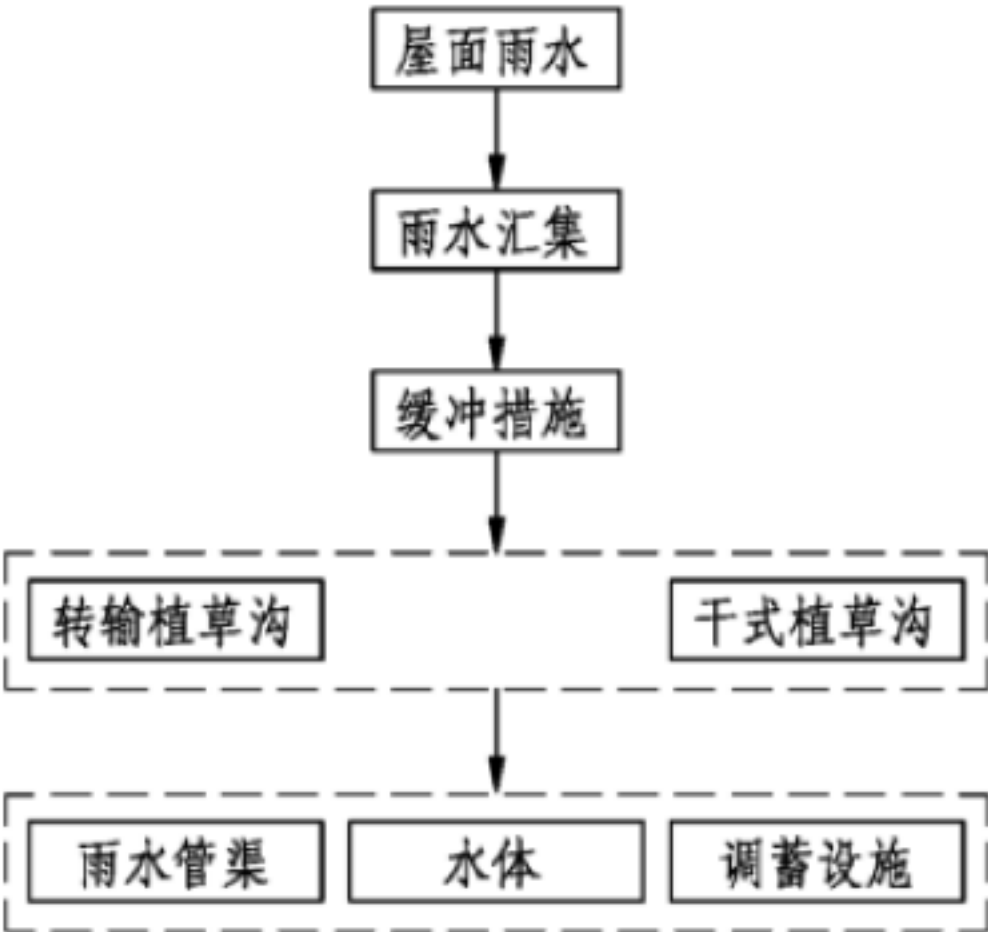 屋面雨水
雨水汇集
缓冲措施
转输植草沟 干式植草沟
雨水管渠 水体 调蓄设施